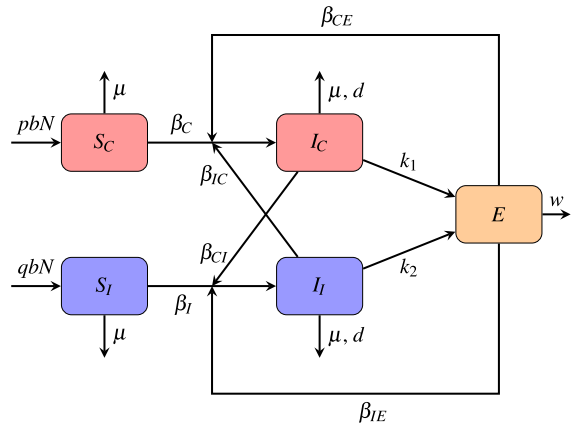 β_CE
μ
μ, d
pbN
S_C
β_C
I_C
k_1
β_IC
E
w
β_CI
k_2
qbN
S_I
β_I
I_I
μ
μ, d
β_IE